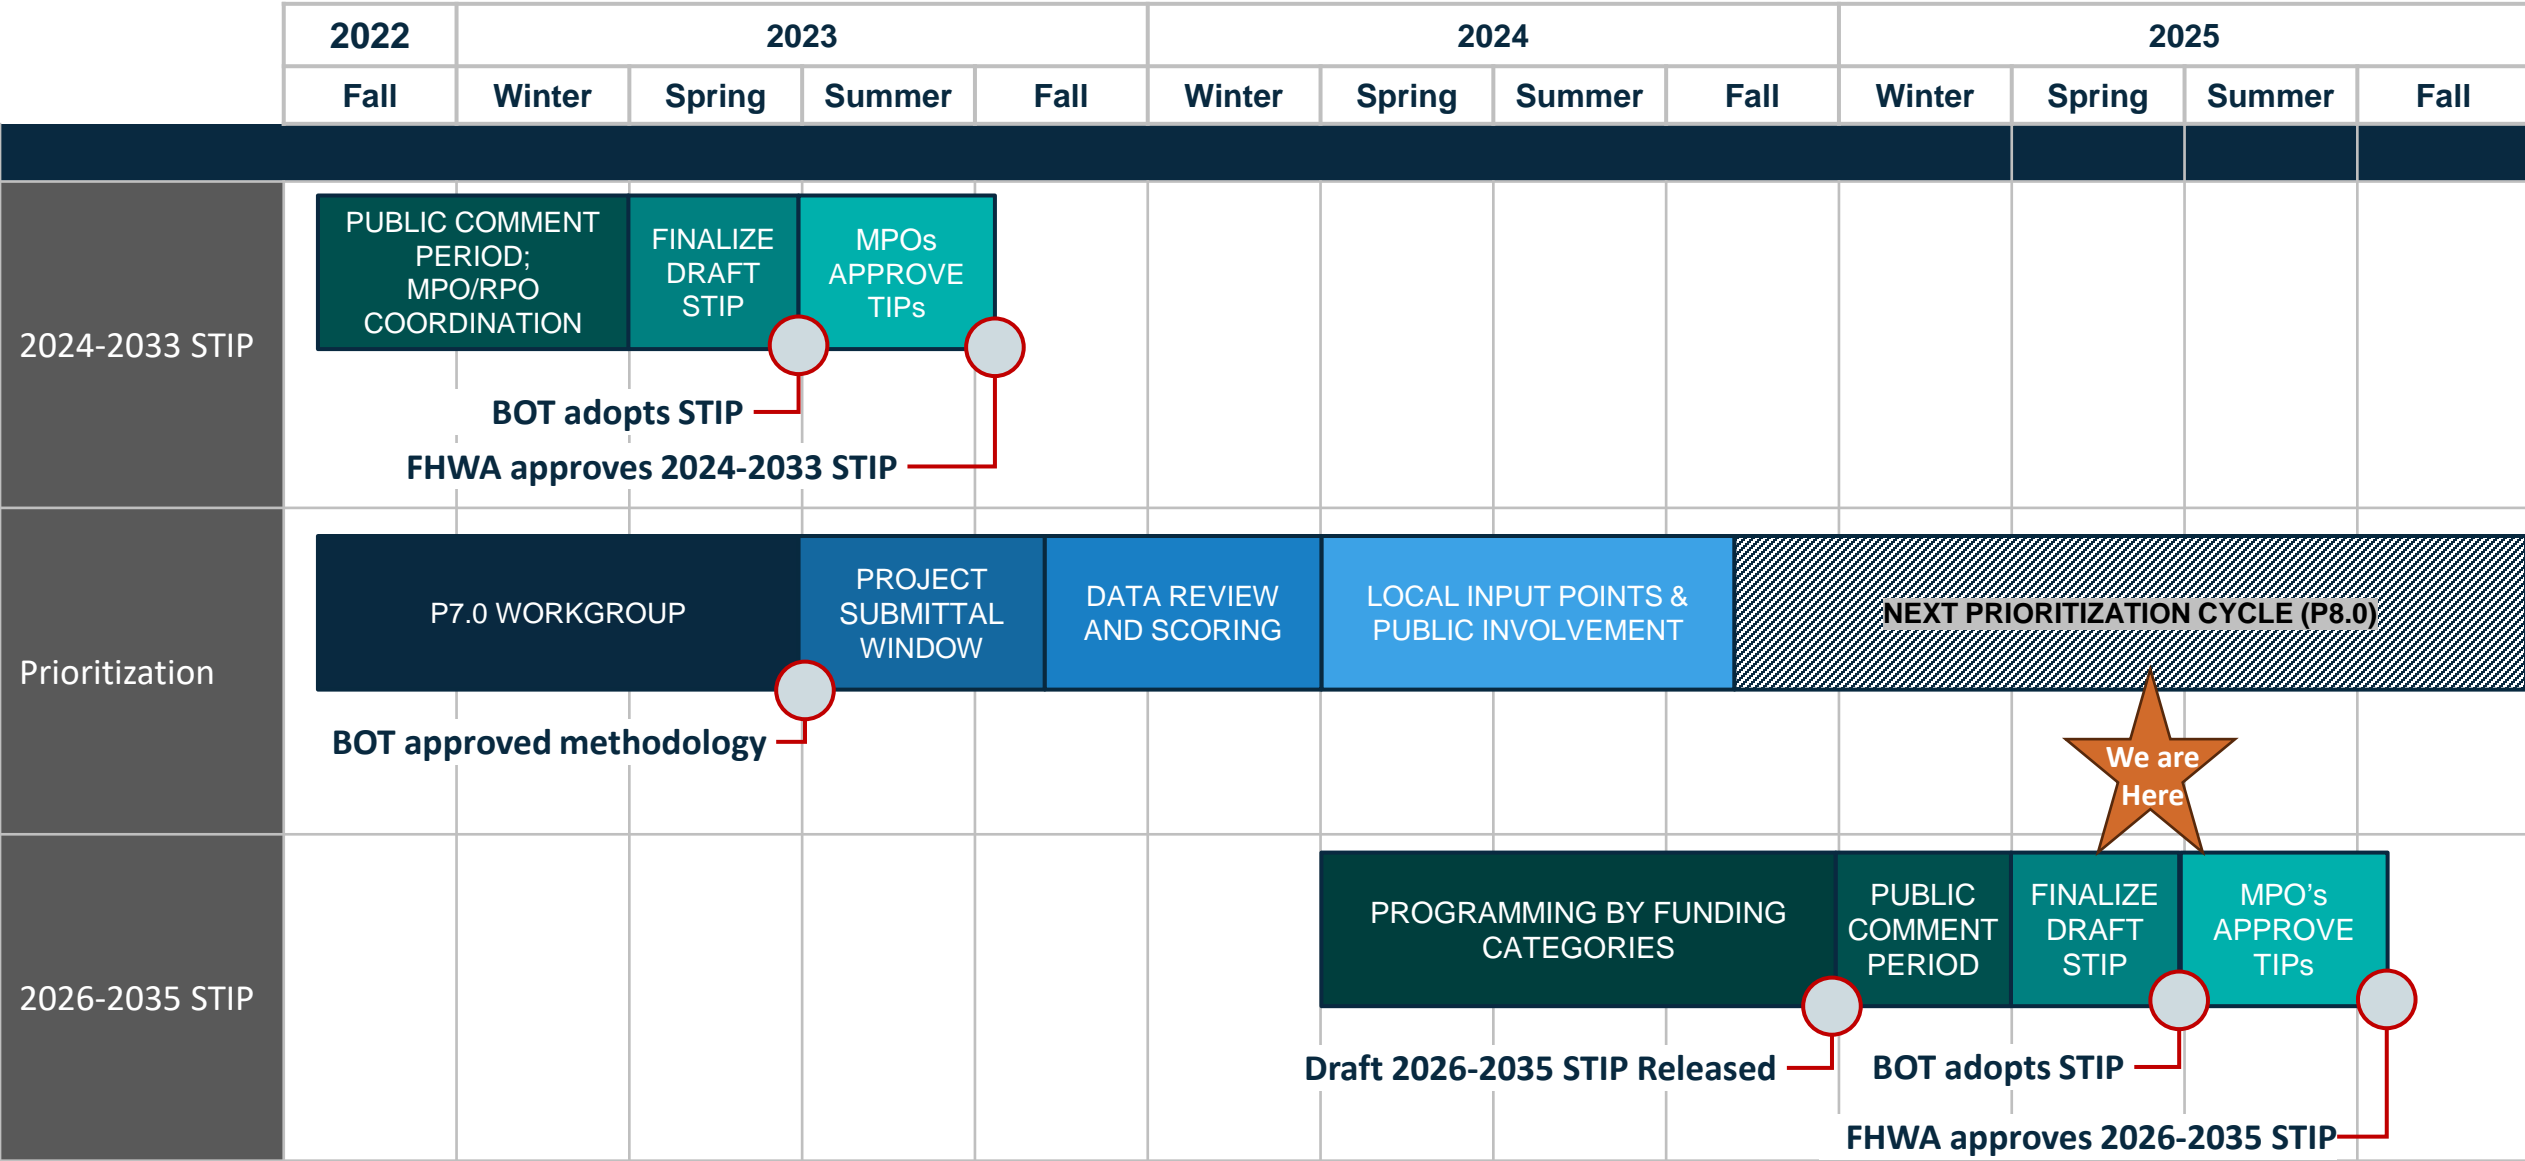 2022
2023
2024
2025
Fall
Winter
Spring
Summer
Fall
Winter
Spring
Summer
Fall
Winter
Spring
Summer
Fall
2024-2033 STIP
PUBLIC COMMENT
PERIOD;
MPO/RPO
COORDINATION
FINALIZE
DRAFT
STIP
MPOs
APPROVE
TIPs
BOT adopts STIP
FHWA approves 2024-2033 STIP
Prioritization
P7.0 WORKGROUP
PROJECT
SUBMITTAL
WINDOW
DATA REVIEW
AND SCORING
LOCAL INPUT POINTS &
PUBLIC INVOLVEMENT
NEXT PRIORITIZATION CYCLE (P8.0)
BOT approved methodology
We are
Here
2026-2035 STIP
PROGRAMMING BY FUNDING
CATEGORIES
PUBLIC
COMMENT
PERIOD
FINALIZE
DRAFT
STIP
MPO’s
APPROVE
TIPs
Draft 2026-2035 STIP Released
BOT adopts STIP
FHWA approves 2026-2035 STIP